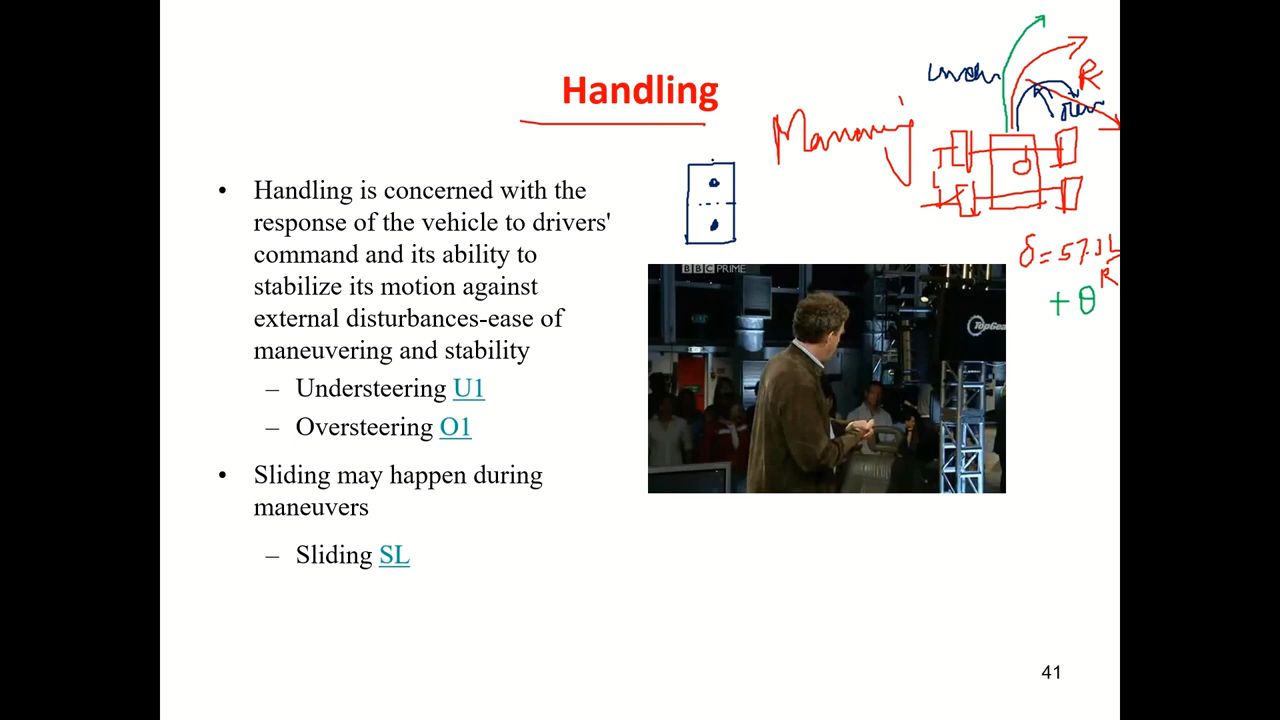 Handling
under
R
over
• Handling is concerned with the
response of the vehicle to drivers'
command and its ability to
stabilize its motion against
external disturbances-ease of
maneuvering and stability
– Understeering U1
– Oversteering O1
• Sliding may happen during
maneuvers
– Sliding SL
L
δ = 57.3 L/R
+ θ
BBC PRIME
TopGear
41